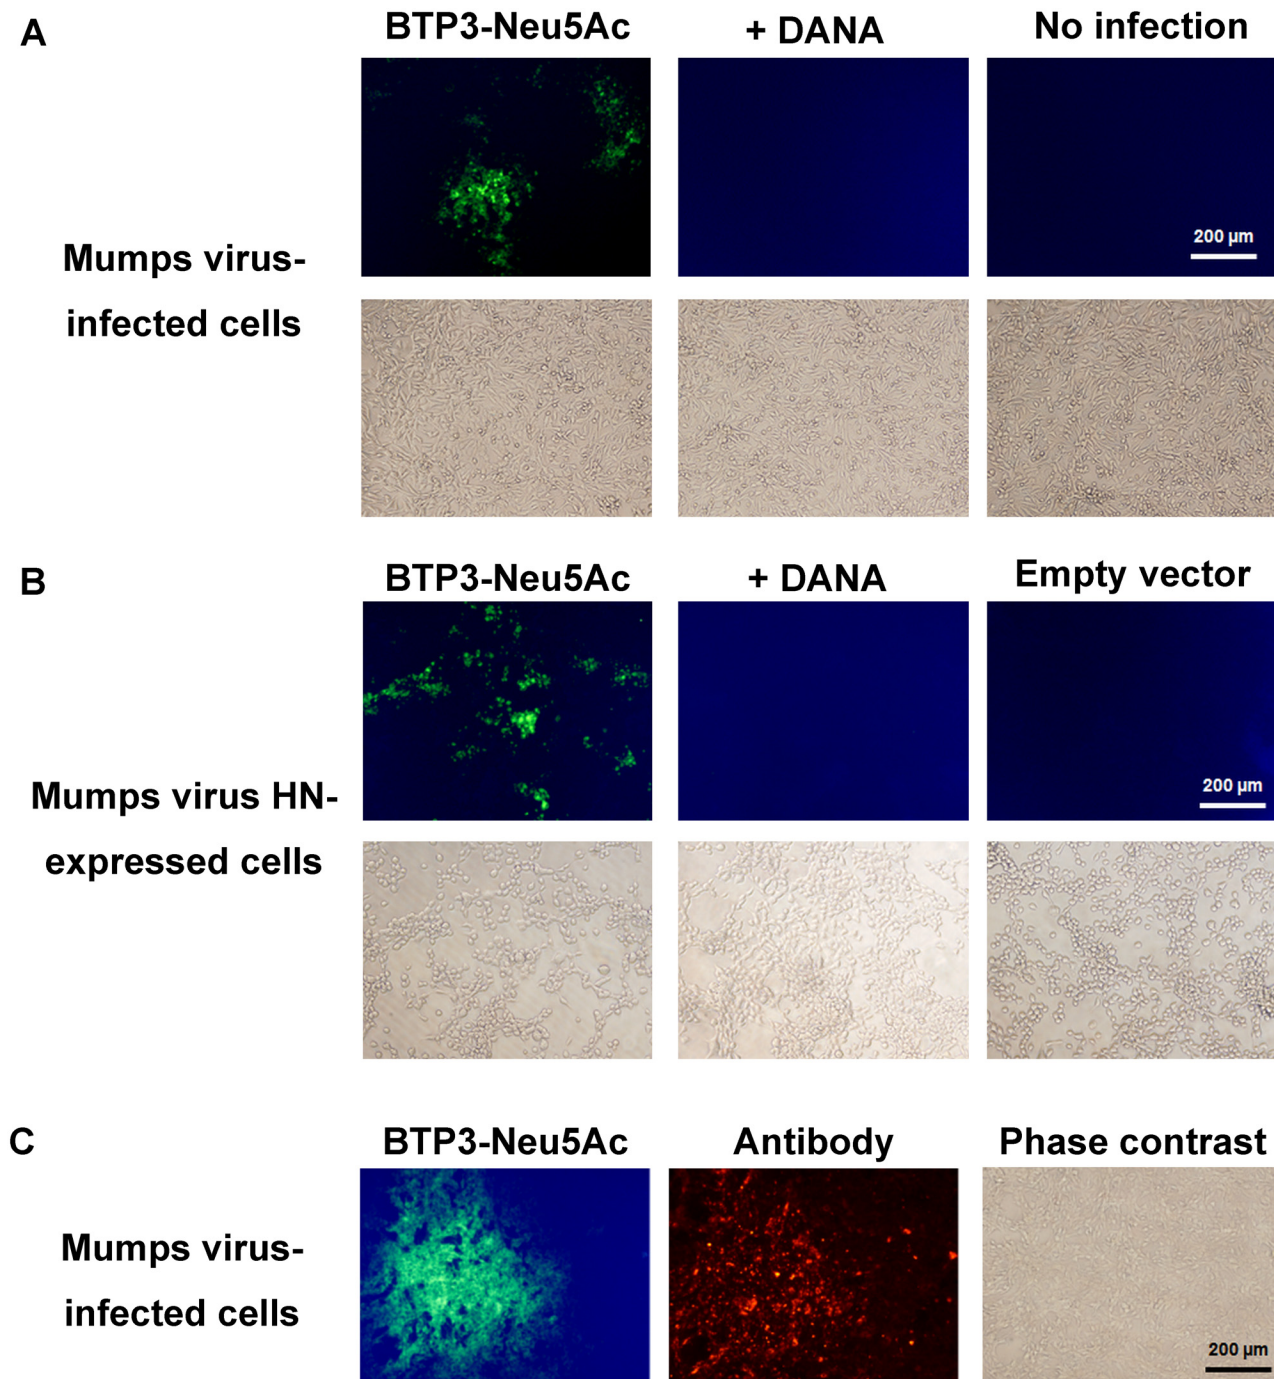 A
BTP3-Neu5Ac
+ DANA
No infection
Mumps virus-
infected cells
200 µm
B
BTP3-Neu5Ac
+ DANA
Empty vector
Mumps virus HN-
expressed cells
200 µm
C
BTP3-Neu5Ac
Antibody
Phase contrast
Mumps virus-
infected cells
200 µm